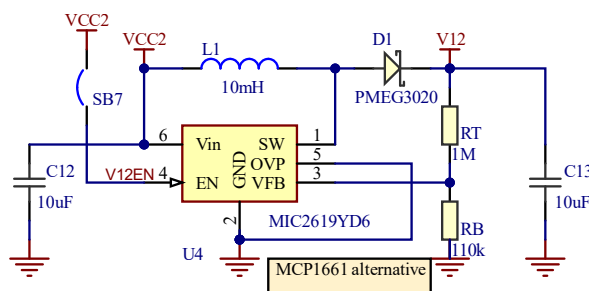 VCC2
VCC2
L1
D1
V12
10mH
PMEG3020
SB7
RT
1M
6
Vin
SW
1
OVP
5
C12
10uF
V12EN
4
EN
GND
VFB
3
C13
10uF
2
MIC2619YD6
RB
110k
U4
MCP1661 alternative